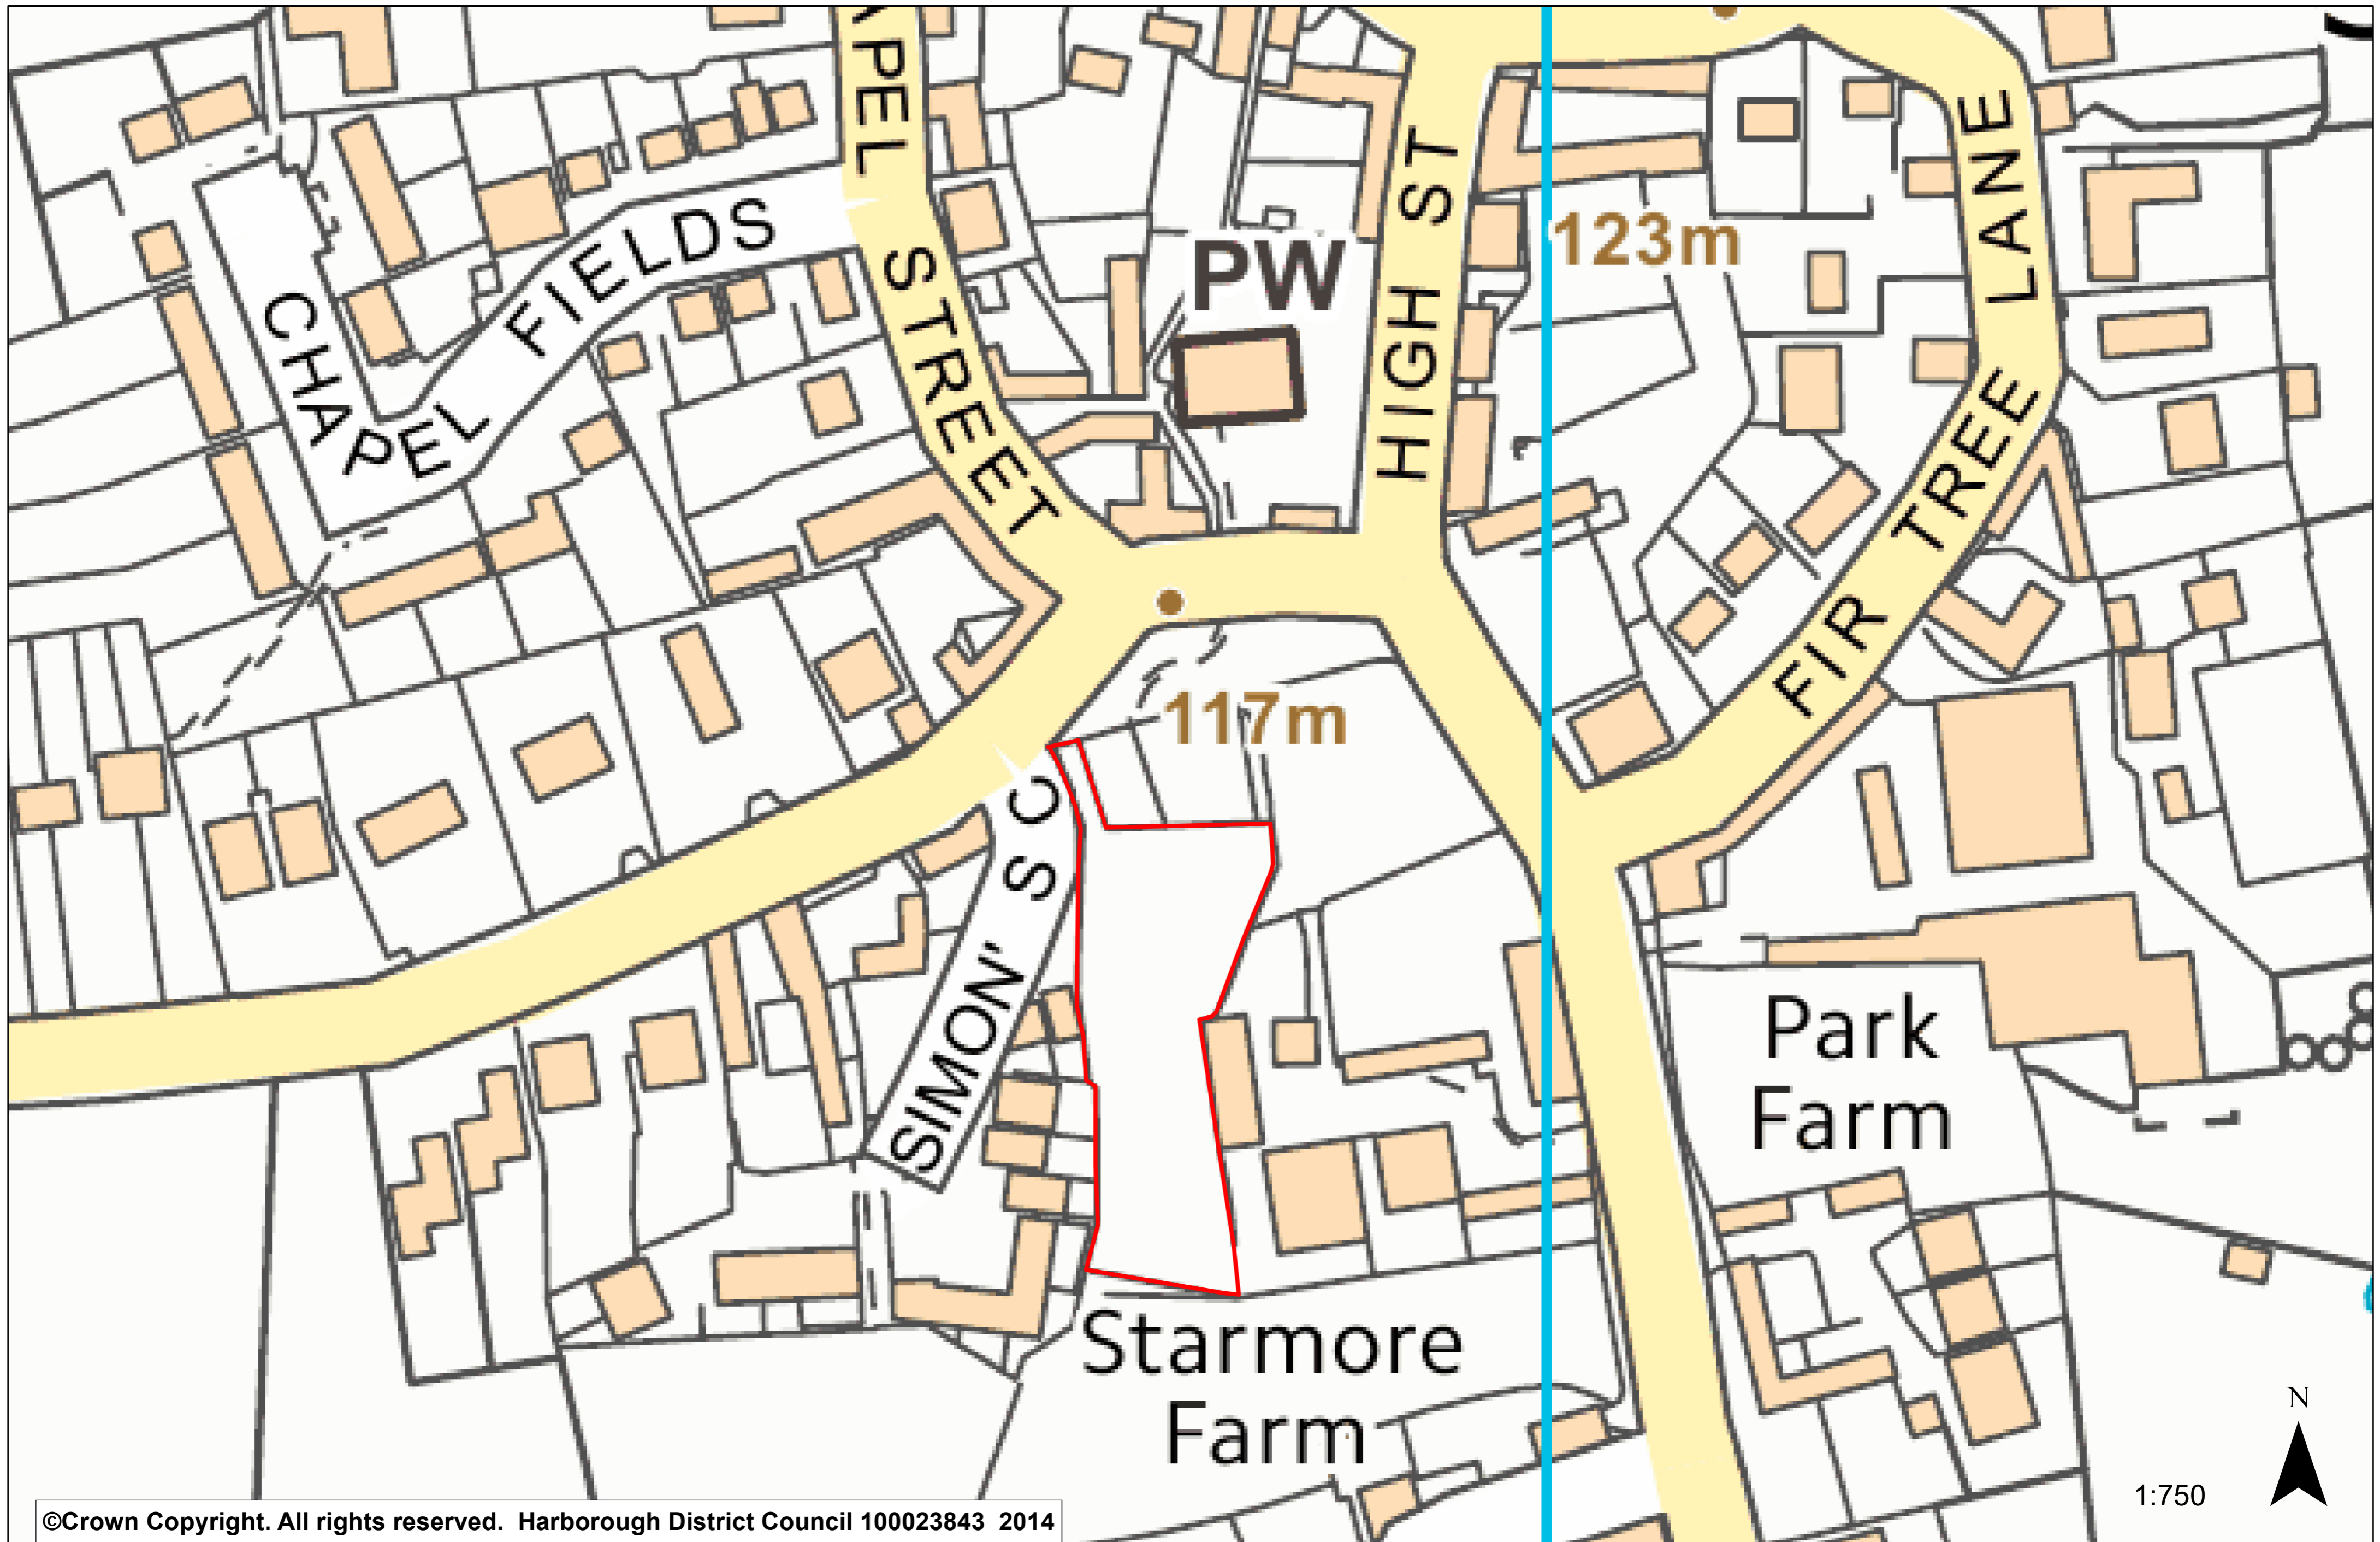 APEL STREET
HIGH ST
FIR TREE LANE
CHAPEL FIELDS
PW
123m
117m
SIMON'S C
Park
Farm
Starmore
Farm
N
1:750
©Crown Copyright. All rights reserved. Harborough District Council 100023843 2014